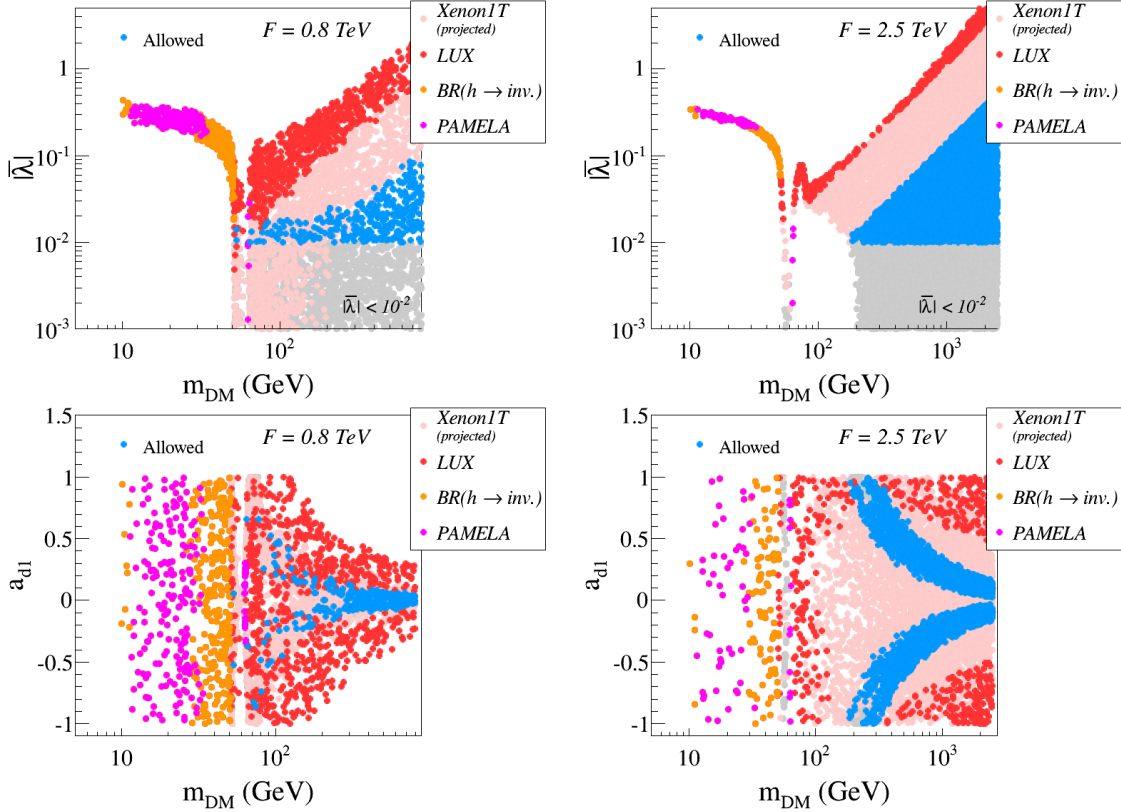 F = 0.8 TeV
Allowed
Xenon1T
(projected)
LUX
BR(h → inv.)
PAMELA
|λ̅|
1
10⁻¹
10⁻²
10⁻³
|λ̅| < 10⁻²
10
10²
m_DM (GeV)
F = 2.5 TeV
Allowed
Xenon1T
(projected)
LUX
BR(h → inv.)
PAMELA
|λ̅|
1
10⁻¹
10⁻²
10⁻³
|λ̅| < 10⁻²
10
10²
10³
m_DM (GeV)
F = 0.8 TeV
Allowed
Xenon1T
(projected)
LUX
BR(h → inv.)
PAMELA
a_d1
1.5
1
0.5
0
-0.5
-1
10
10²
m_DM (GeV)
F = 2.5 TeV
Allowed
Xenon1T
(projected)
LUX
BR(h → inv.)
PAMELA
a_d1
1.5
1
0.5
0
-0.5
-1
10
10²
10³
m_DM (GeV)